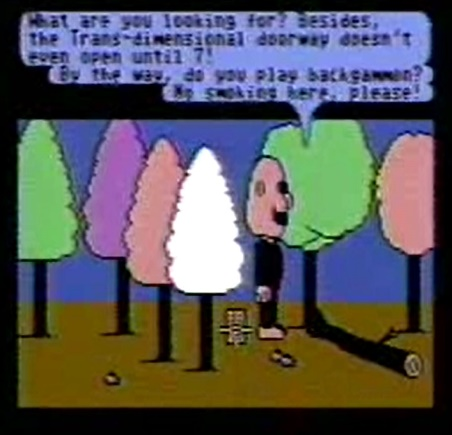 What are you looking for? Besides,
the Trans-dimensional doorway doesn't
even open until 7!
By the way, do you play backgammon?
No smoking here, please!